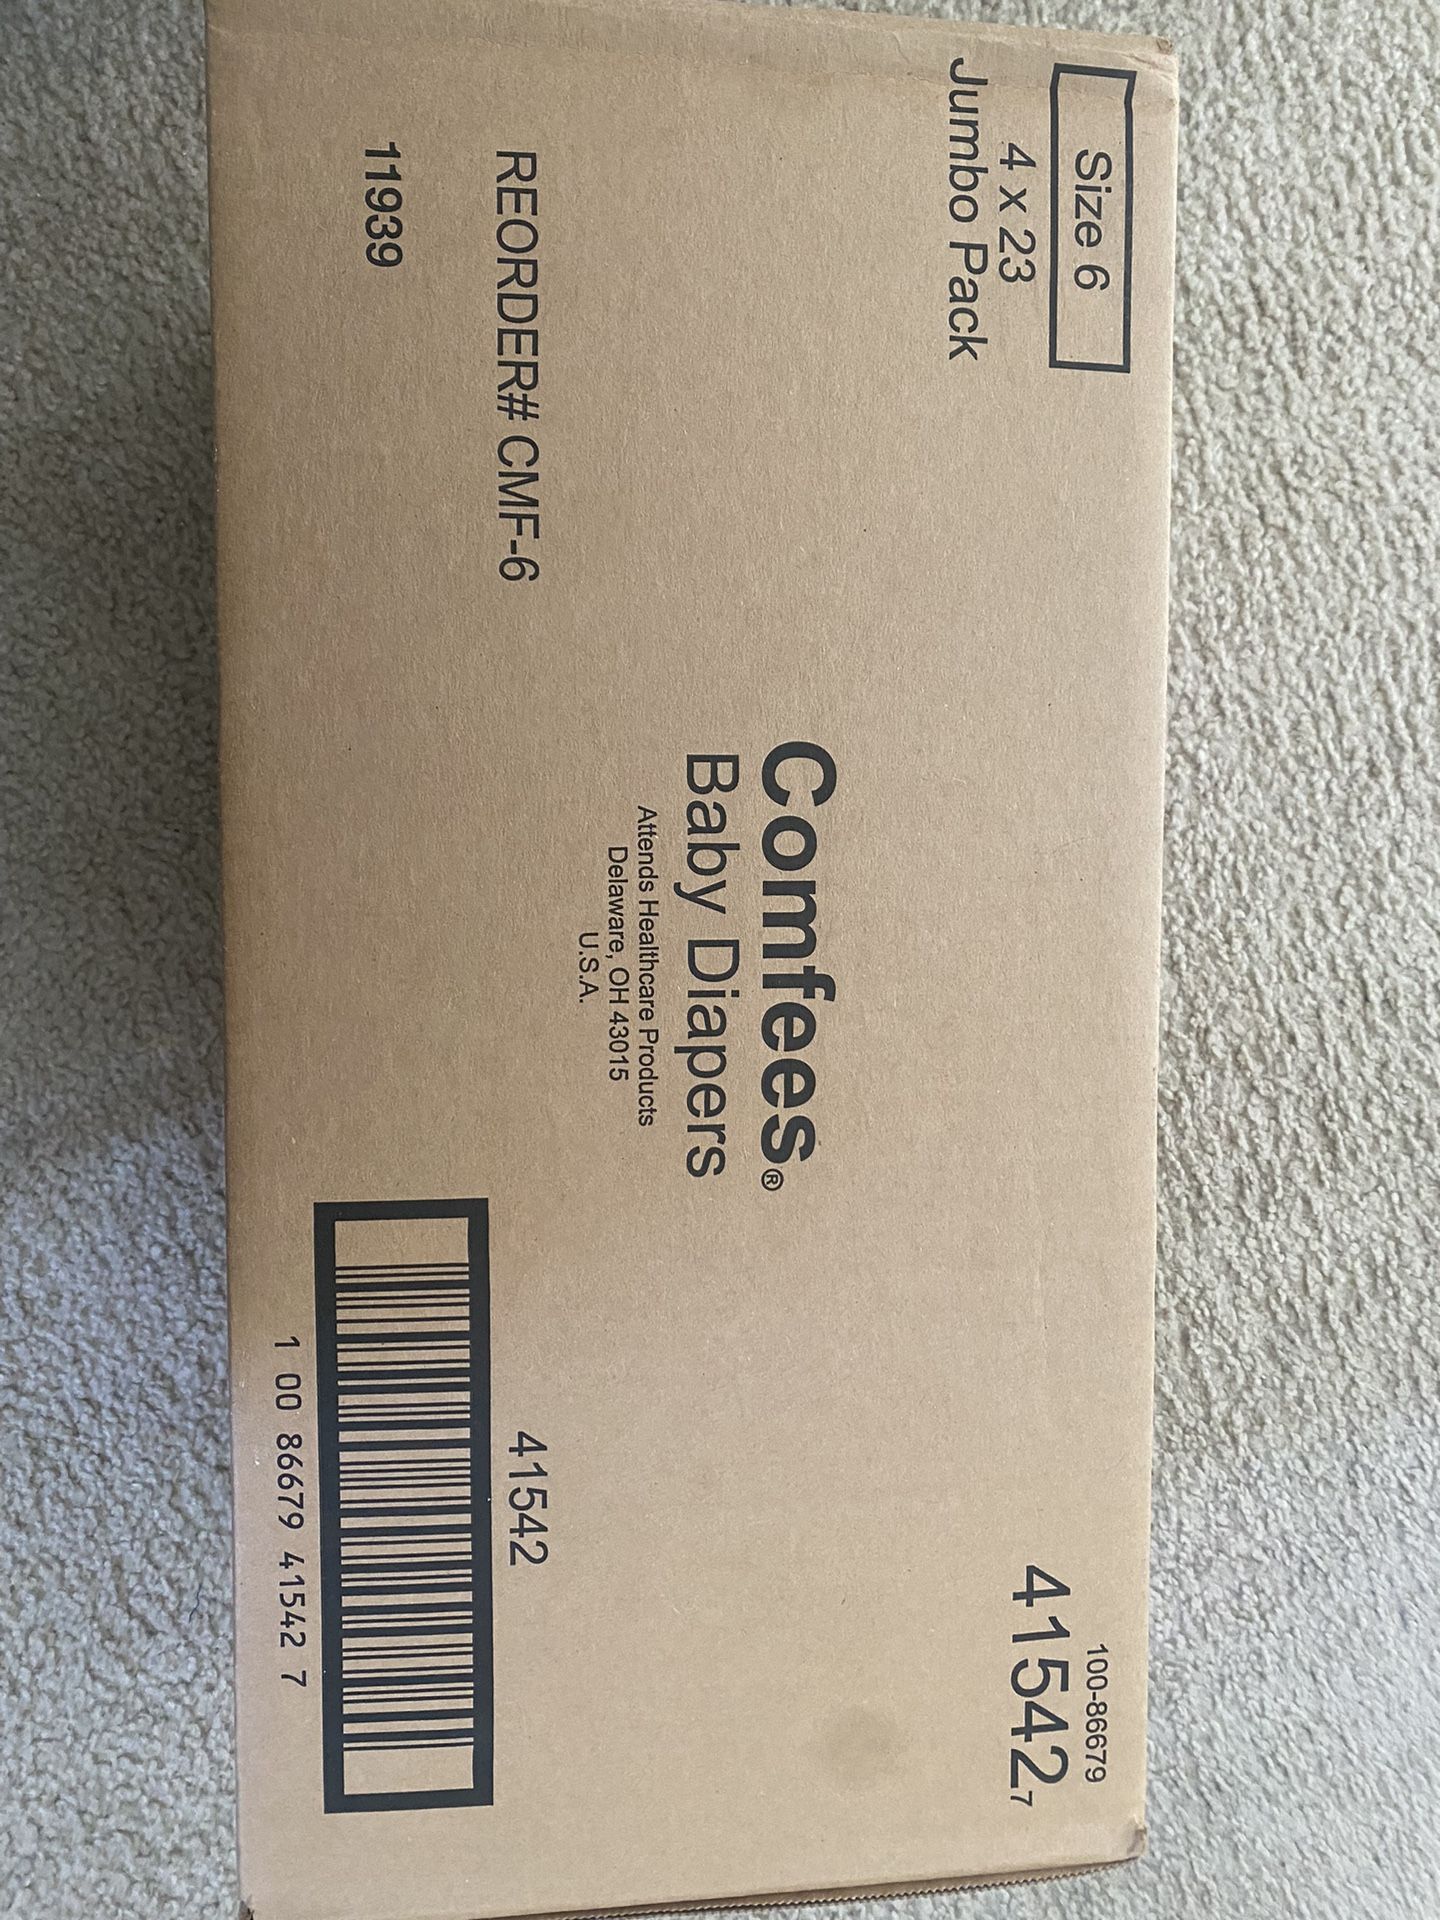 Size 6
4 x 23
Jumbo Pack
100-86679
41542 7
Comfees®
Baby Diapers
Attends Healthcare Products
Delaware, OH 43015
U.S.A.
REORDER# CMF-6
11939
41542
1 00 86679 41542 7